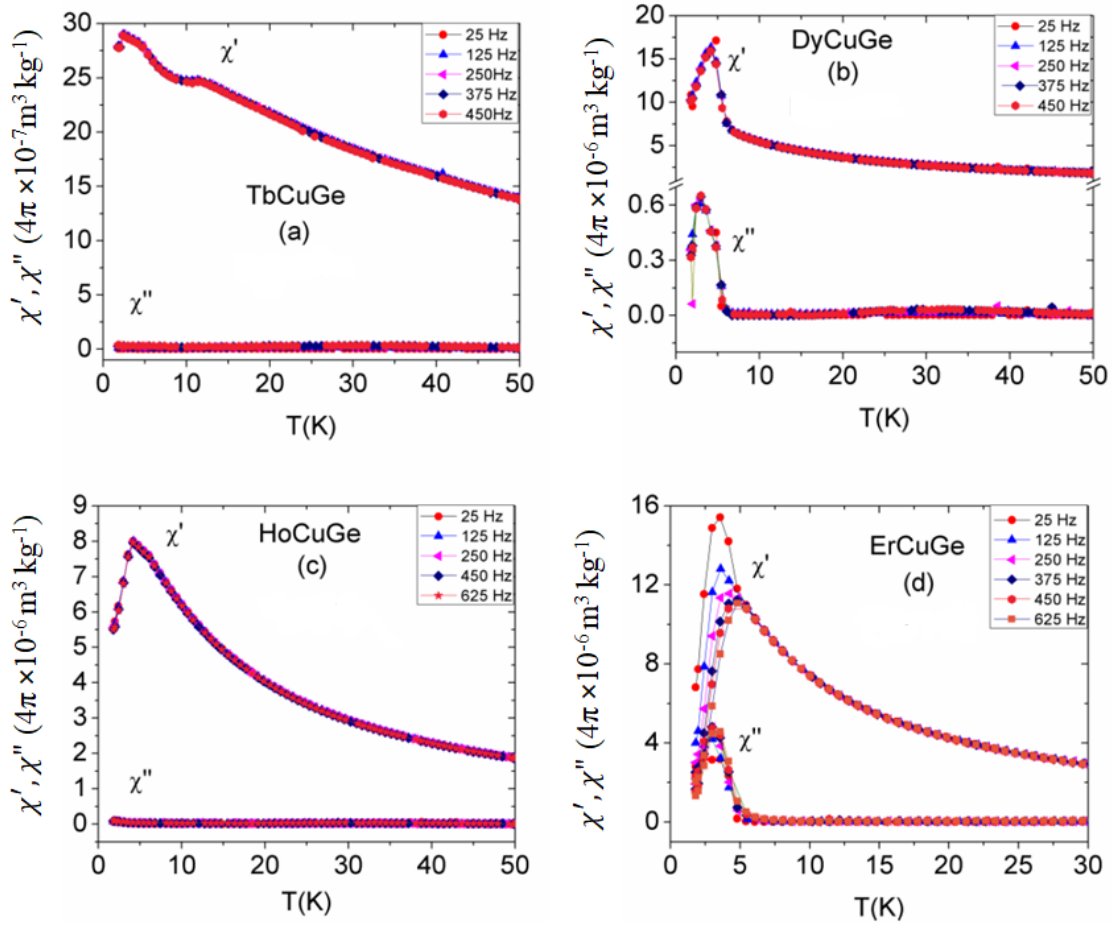 30
25
20
15
10
5
0
χ′, χ″ (4π ×10⁻⁷m³ kg⁻¹)
χ'
25 Hz
125 Hz
250Hz
375 Hz
450Hz
TbCuGe
(a)
χ"
0 10 20 30 40 50
T(K)
20
15
10
5
0.6
0.3
0.0
χ′, χ″ (4π ×10⁻⁶ m³ kg⁻¹)
DyCuGe
(b)
χ'
25 Hz
125 Hz
250 Hz
375 Hz
450 Hz
χ"
0 10 20 30 40 50
T(K)
9
8
7
6
5
4
3
2
1
0
χ′, χ″ (4π ×10⁻⁶ m³ kg⁻¹)
χ'
HoCuGe
(c)
25 Hz
125 Hz
250 Hz
450 Hz
625 Hz
χ"
0 10 20 30 40 50
T(K)
16
12
8
4
0
χ′, χ″ (4π ×10⁻⁶ m³ kg⁻¹)
χ'
ErCuGe
(d)
25 Hz
125 Hz
250 Hz
375 Hz
450 Hz
625 Hz
χ"
0 5 10 15 20 25 30
T(K)